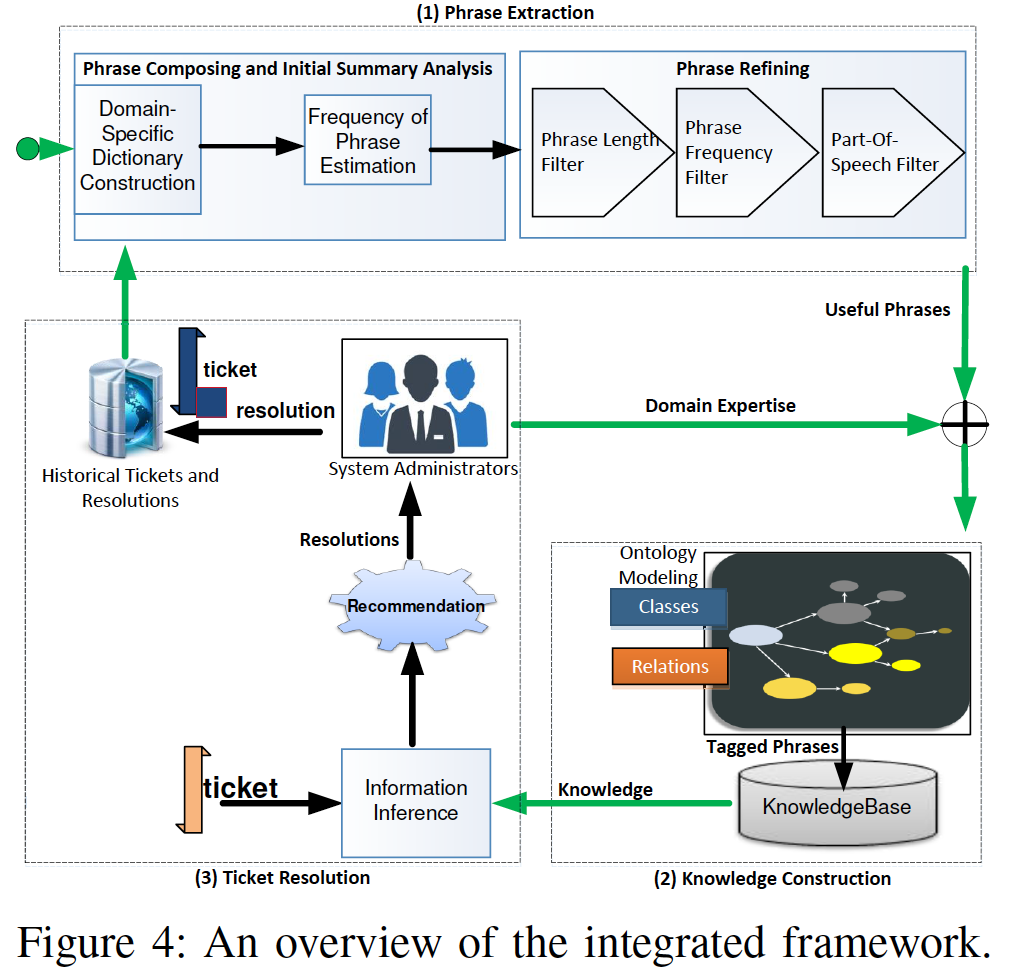 (1) Phrase Extraction
Phrase Composing and Initial Summary Analysis
Domain-
Specific
Dictionary
Construction
Frequency of
Phrase
Estimation
Phrase Refining
Phrase Length
Filter
Phrase
Frequency
Filter
Part-Of-
Speech Filter
Useful Phrases
ticket
resolution
Historical Tickets and
Resolutions
System Administrators
Domain Expertise
Resolutions
Recommendation
ticket
Information
Inference
(3) Ticket Resolution
Ontology
Modeling
Classes
Relations
Tagged Phrases
KnowledgeBase
Knowledge
(2) Knowledge Construction
Figure 4: An overview of the integrated framework.